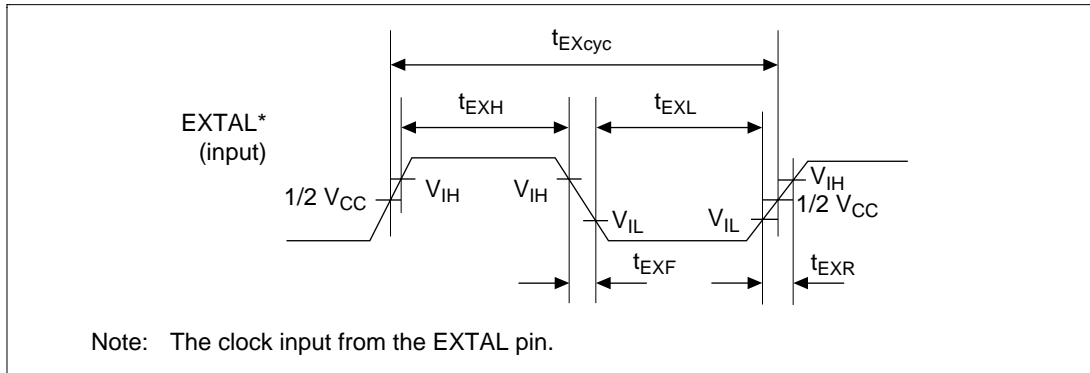 tEXcyc
tEXH
tEXL
EXTAL*
(input)
VIH
VIH
VIH
1/2 VCC
1/2 VCC
VIL
VIL
tEXF
tEXR
Note: The clock input from the EXTAL pin.